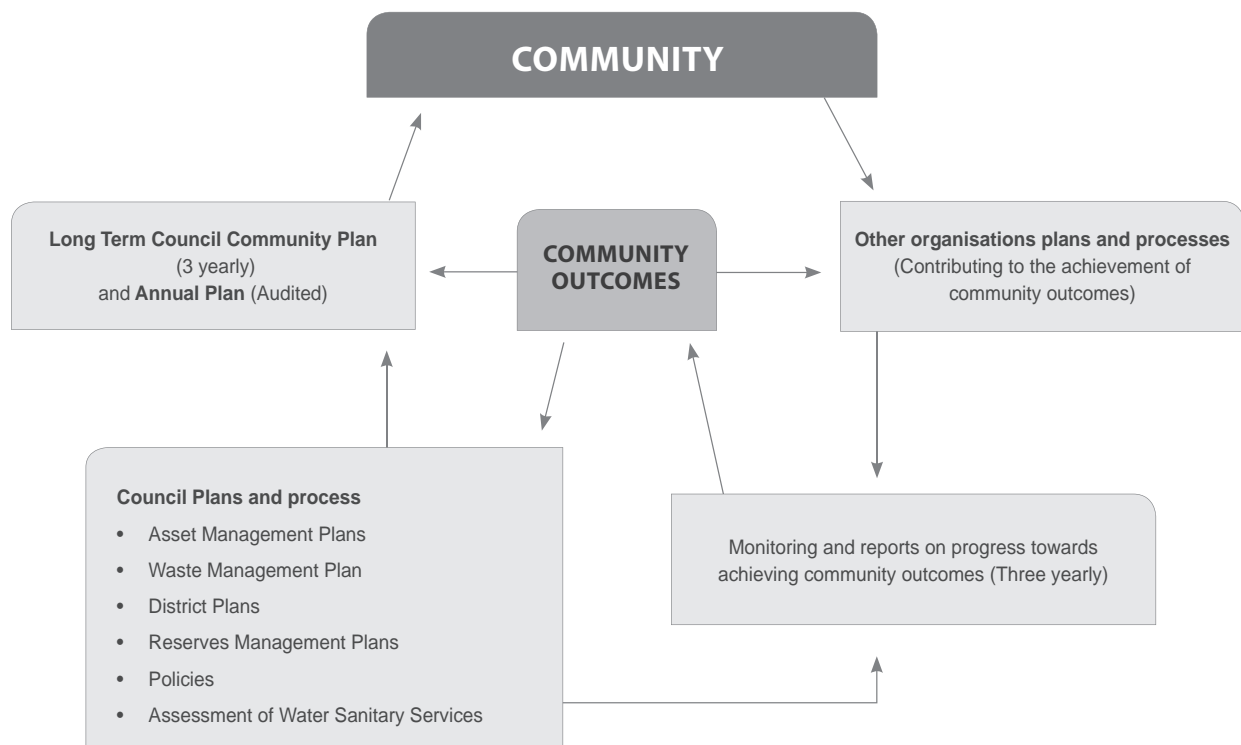 COMMUNITY
Long Term Council Community Plan
(3 yearly)
and Annual Plan (Audited)
COMMUNITY
OUTCOMES
Other organisations plans and processes
(Contributing to the achievement of
community outcomes)
Council Plans and process
• Asset Management Plans
• Waste Management Plan
• District Plans
• Reserves Management Plans
• Policies
• Assessment of Water Sanitary Services
Monitoring and reports on progress towards
achieving community outcomes (Three yearly)